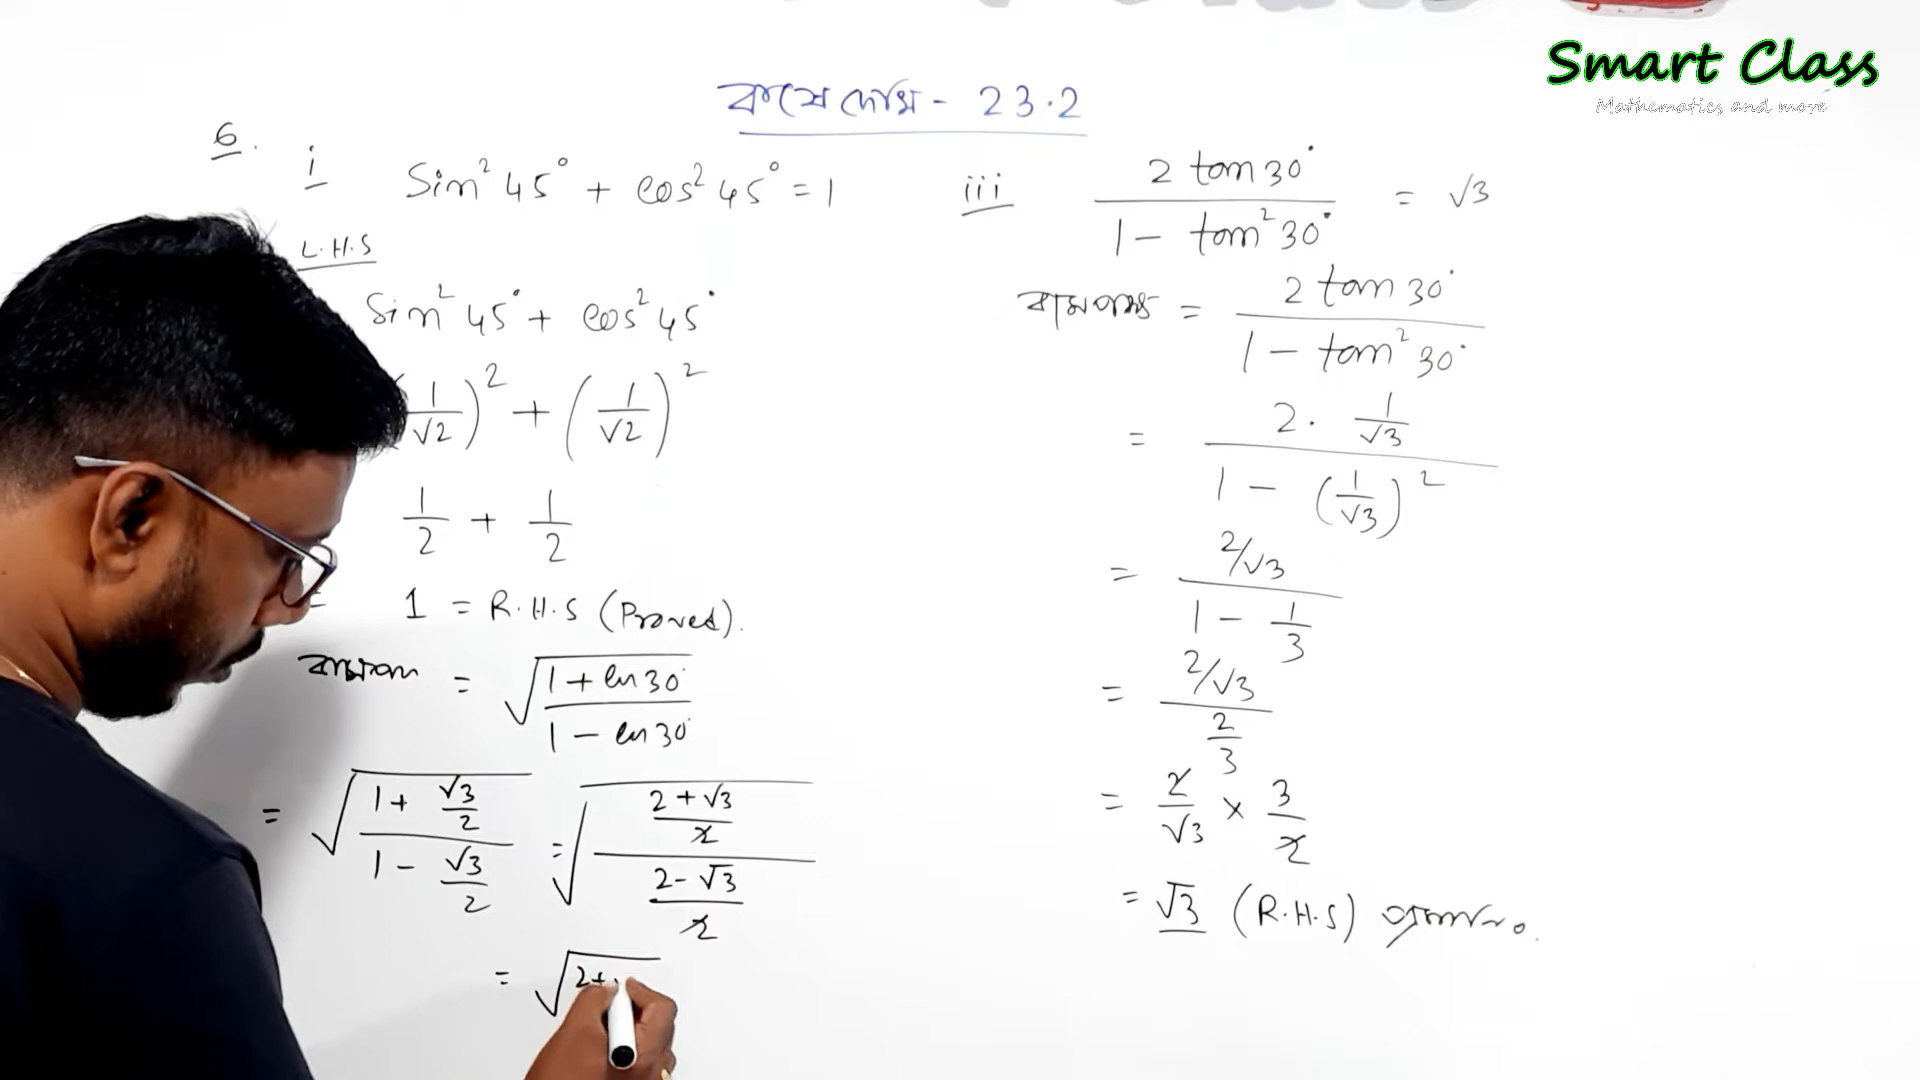 Smart Class
Mathematics and more
কষে দেখি - 23.2
6. i sin² 45° + cos² 45° = 1
L.H.S
sin² 45° + cos² 45°
(1/√2)² + (1/√2)²
1/2 + 1/2
= 1 = R.H.S (Proved).
বামপক্ষ = √((1 + cos 30°)/(1 - cos 30°))
= √((1 + √3/2)/(1 - √3/2)) = √(((2 + √3)/2)/((2 - √3)/2))
= √(2+
iii (2 tan 30°)/(1 - tan² 30°) = √3
বামপক্ষ = (2 tan 30°)/(1 - tan² 30°)
= (2 · 1/√3)/(1 - (1/√3)²)
= (2/√3)/(1 - 1/3)
= (2/√3)/(2/3)
= 2/√3 × 3/2
= √3 (R.H.S) প্রমাণিত।